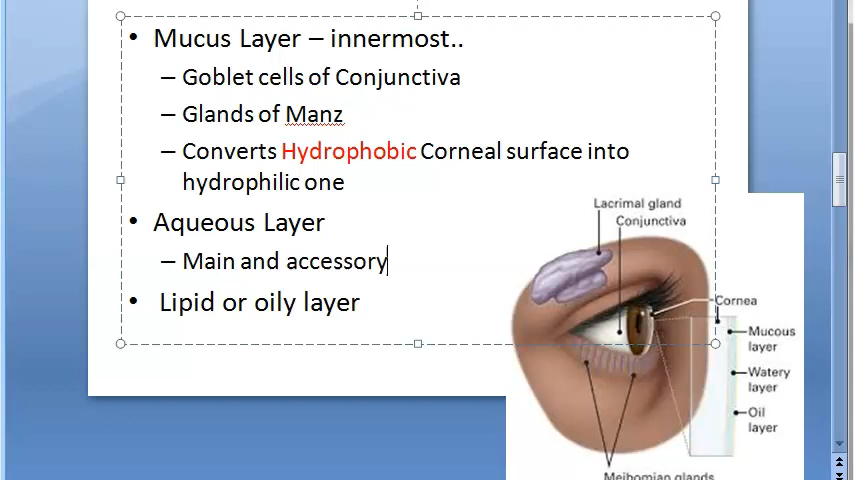 • Mucus Layer – innermost..
– Goblet cells of Conjunctiva
– Glands of Manz
– Converts Hydrophobic Corneal surface into
hydrophilic one
• Aqueous Layer
– Main and accessory
• Lipid or oily layer
Lacrimal gland
Conjunctiva
Cornea
Mucous
layer
Watery
layer
Oil
layer
Meibomian glands